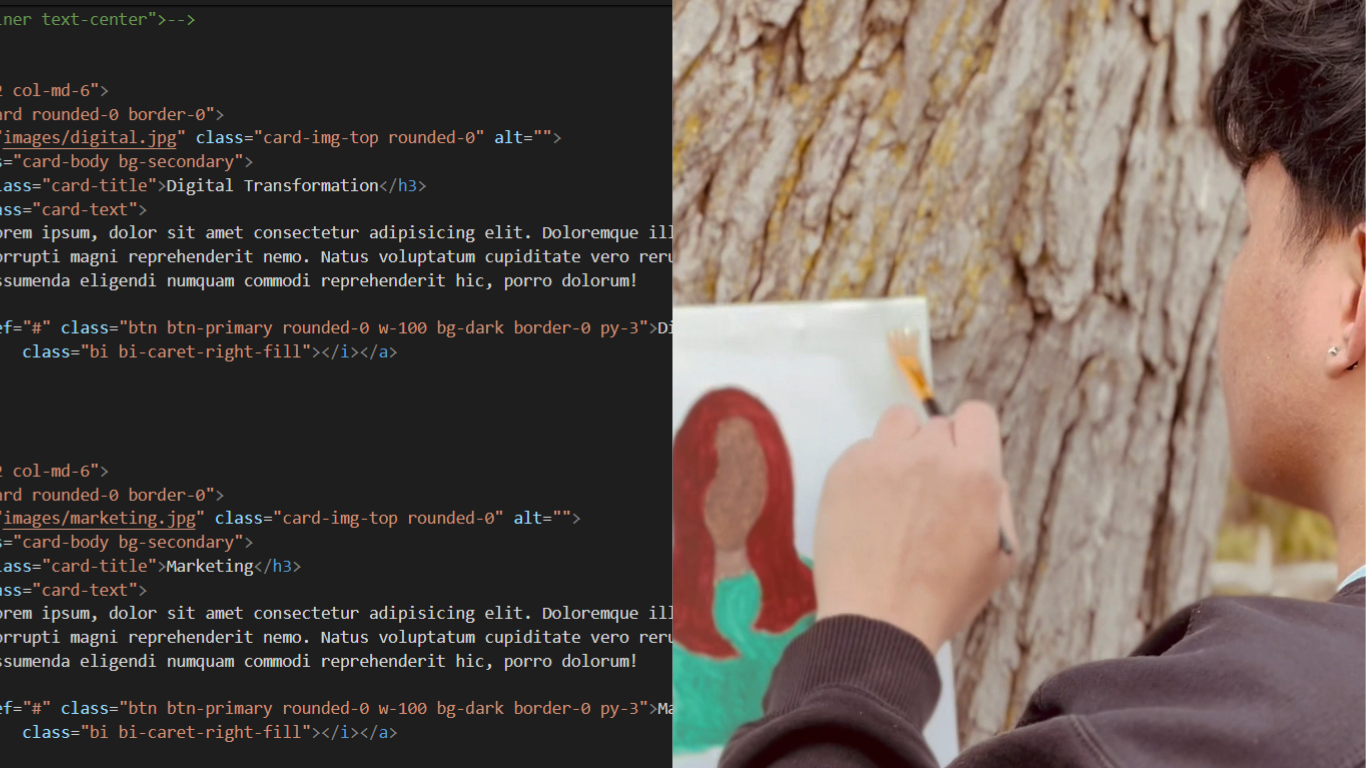 iner text-center">-->
2 col-md-6">
ard rounded-0 border-0">
"images/digital.jpg" class="card-img-top rounded-0" alt="">
s="card-body bg-secondary">
lass="card-title">Digital Transformation</h3>
ass="card-text">
orem ipsum, dolor sit amet consectetur adipisicing elit. Doloremque ill
orrupti magni reprehenderit nemo. Natus voluptatum cupiditate vero reru
ssumenda eligendi numquam commodi reprehenderit hic, porro dolorum!
ef="#" class="btn btn-primary rounded-0 w-100 bg-dark border-0 py-3">Di
class="bi bi-caret-right-fill"></i></a>
2 col-md-6">
ard rounded-0 border-0">
"images/marketing.jpg" class="card-img-top rounded-0" alt="">
s="card-body bg-secondary">
lass="card-title">Marketing</h3>
ass="card-text">
orem ipsum, dolor sit amet consectetur adipisicing elit. Doloremque ill
orrupti magni reprehenderit nemo. Natus voluptatum cupiditate vero reru
ssumenda eligendi numquam commodi reprehenderit hic, porro dolorum!
ef="#" class="btn btn-primary rounded-0 w-100 bg-dark border-0 py-3">Ma
class="bi bi-caret-right-fill"></i></a>